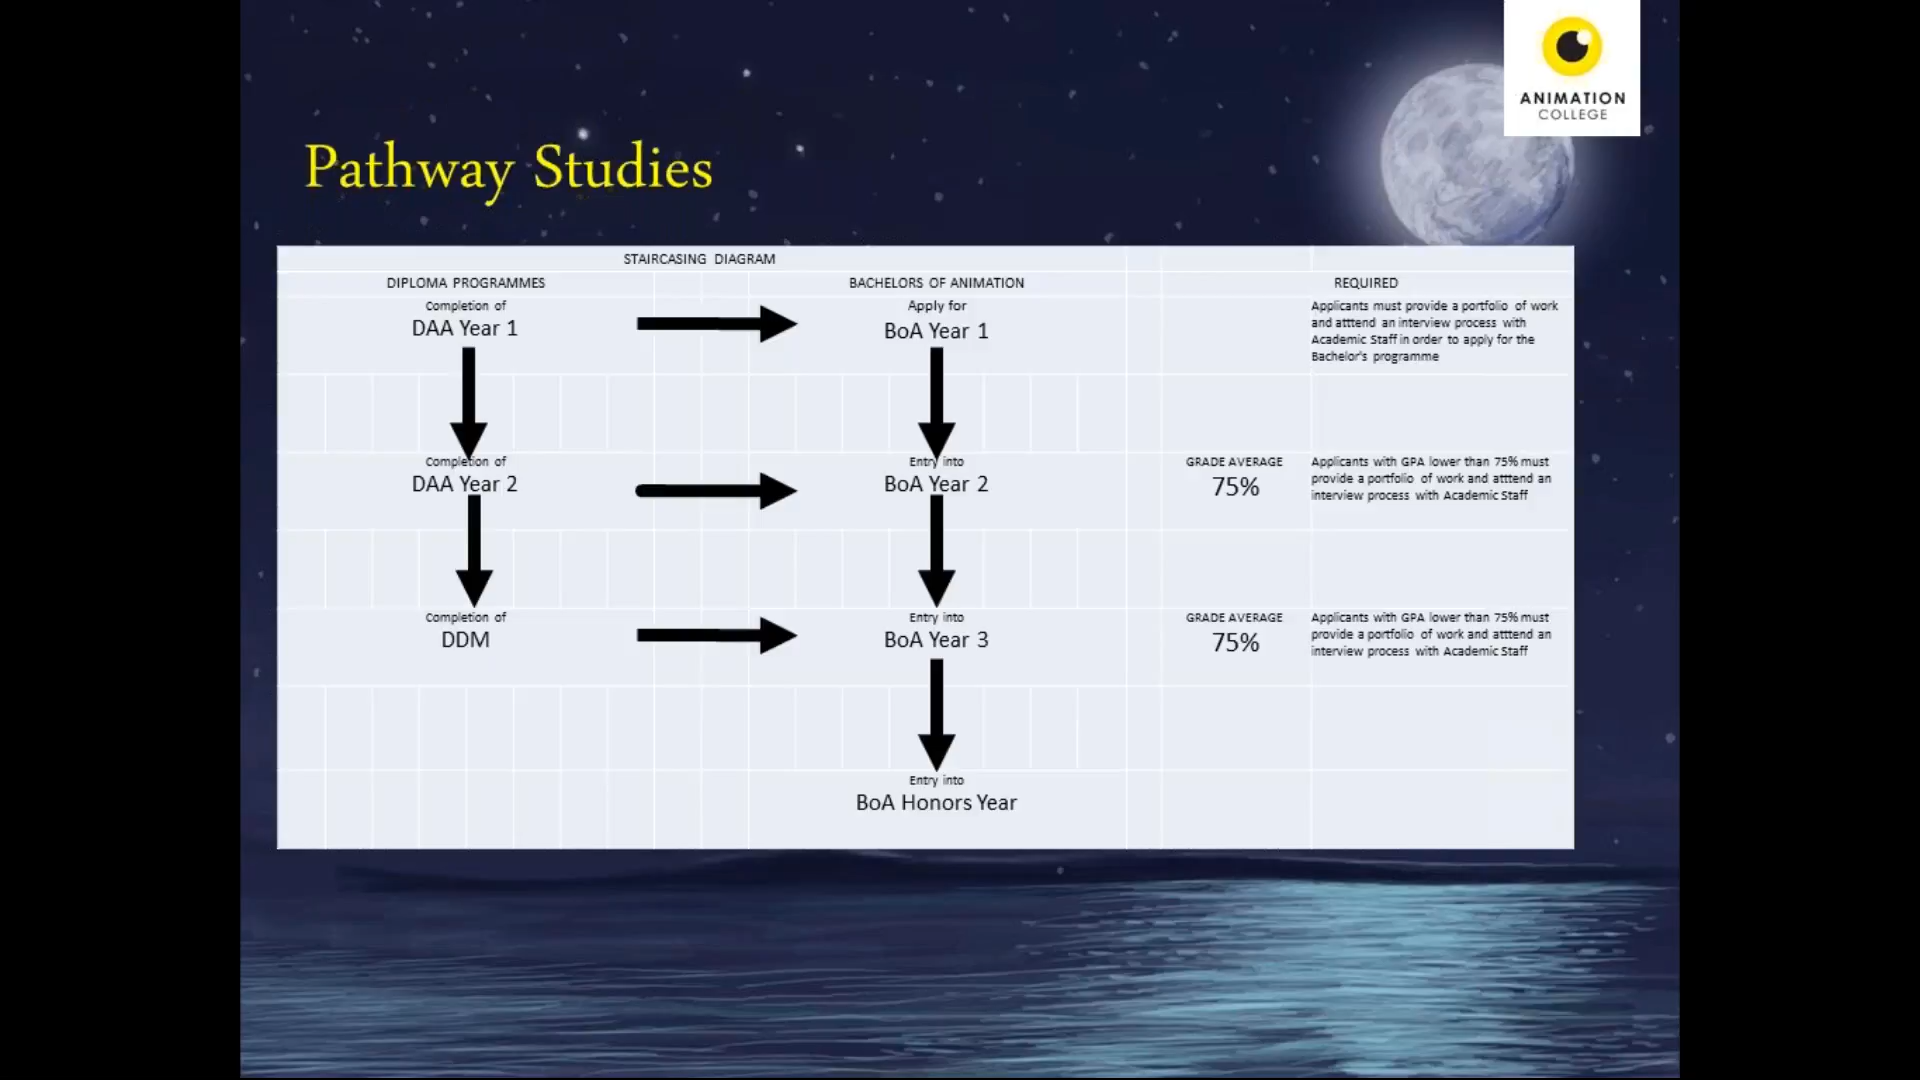 ANIMATION
COLLEGE
Pathway Studies
STAIRCASING DIAGRAM
DIPLOMA PROGRAMMES
BACHELORS OF ANIMATION
REQUIRED
Completion of
DAA Year 1
Apply for
BoA Year 1
Applicants must provide a portfolio of work
and atttend an interview process with
Academic Staff in order to apply for the
Bachelor's programme
Completion of
DAA Year 2
Entry into
BoA Year 2
GRADE AVERAGE
75%
Applicants with GPA lower than 75% must
provide a portfolio of work and atttend an
interview process with Academic Staff
Completion of
DDM
Entry into
BoA Year 3
GRADE AVERAGE
75%
Applicants with GPA lower than 75% must
provide a portfolio of work and atttend an
interview process with Academic Staff
Entry into
BoA Honors Year